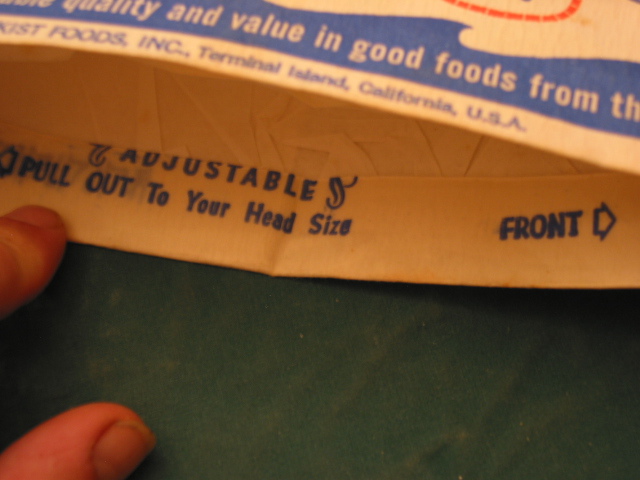 quality and value in good foods from
FOODS, INC., Terminal Island, California, U.S.A.
ADJUSTABLE
PULL OUT To Your Head Size
FRONT